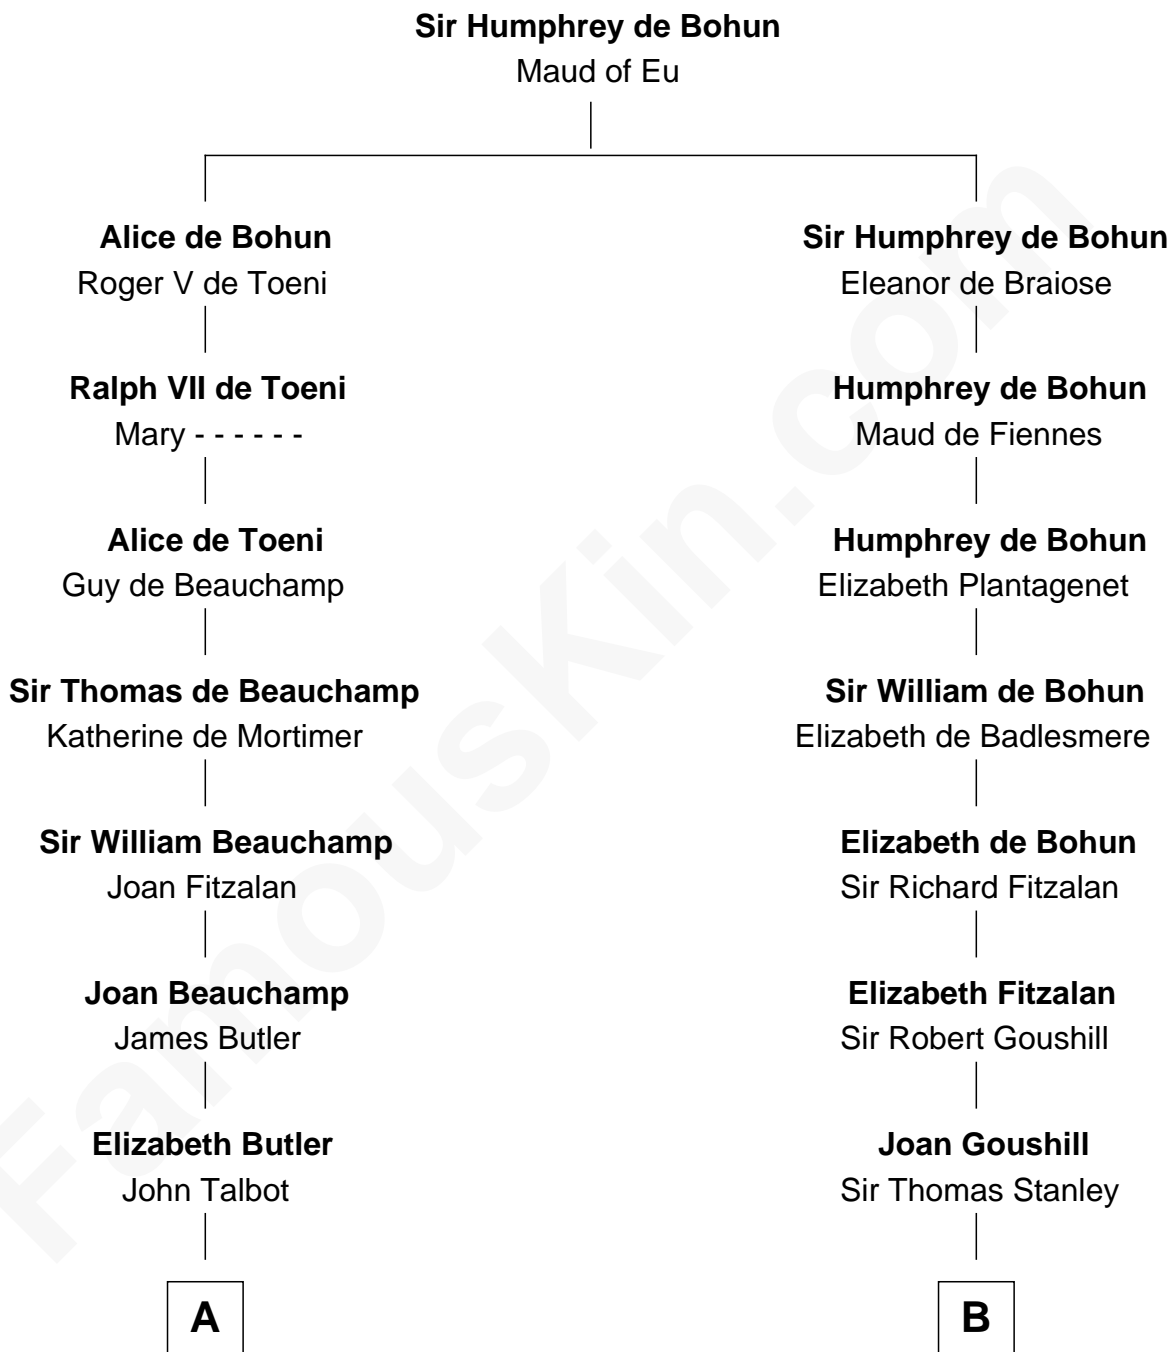 Sir Humphrey de Bohun
Maud of Eu
Alice de Bohun
Roger V de Toeni
Sir Humphrey de Bohun
Eleanor de Braiose
Ralph VII de Toeni
Mary - - - - - -
Humphrey de Bohun
Maud de Fiennes
Alice de Toeni
Guy de Beauchamp
Humphrey de Bohun
Elizabeth Plantagenet
Sir Thomas de Beauchamp
Katherine de Mortimer
Sir William de Bohun
Elizabeth de Badlesmere
Sir William Beauchamp
Joan Fitzalan
Elizabeth de Bohun
Sir Richard Fitzalan
Joan Beauchamp
James Butler
Elizabeth Fitzalan
Sir Robert Goushill
Elizabeth Butler
John Talbot
Joan Goushill
Sir Thomas Stanley
A
B
FamousKin.com